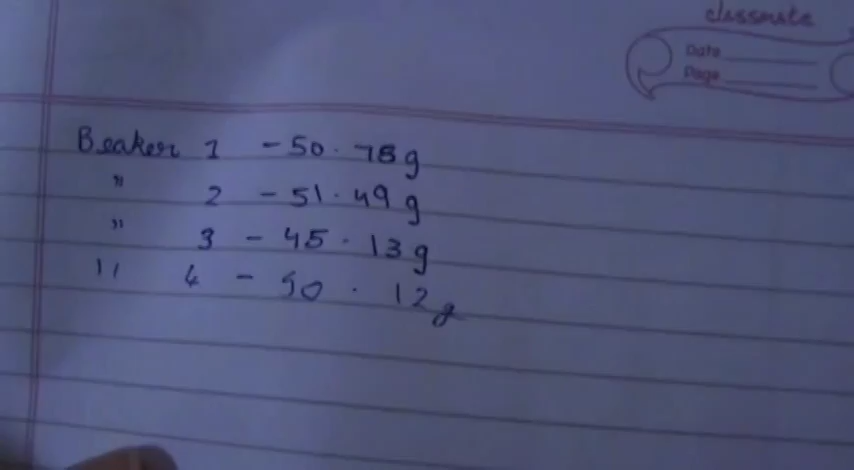 classmate
Date
Page
Beaker 1 - 50.78g
" 2 - 51.49g
" 3 - 45.13g
" 4 - 50.12g